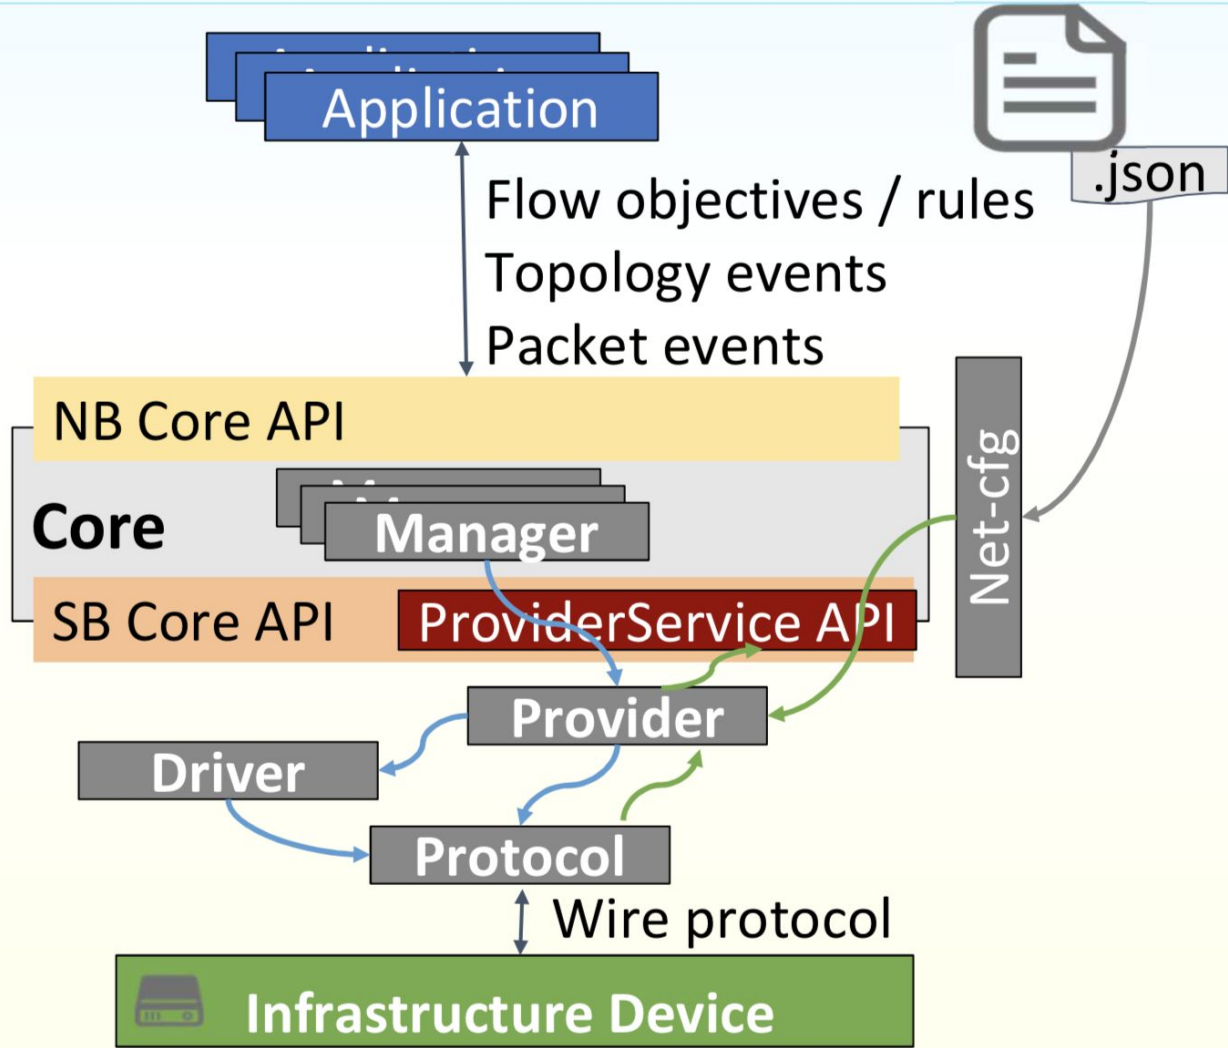 Application
.json
Flow objectives / rules
Topology events
Packet events
NB Core API
Net-cfg
Core
Manager
SB Core API
ProviderService API
Provider
Driver
Protocol
Wire protocol
Infrastructure Device